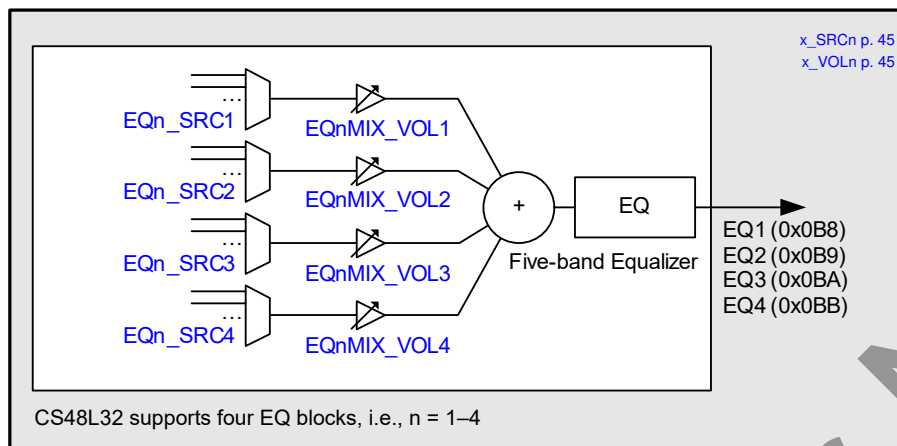 x_SRCn p. 45
x_VOLn p. 45
...
EQn_SRC1
EQnMIX_VOL1
...
EQn_SRC2
EQnMIX_VOL2
+
EQ
...
EQn_SRC3
EQnMIX_VOL3
Five-band Equalizer
EQ1 (0x0B8)
EQ2 (0x0B9)
EQ3 (0x0BA)
EQ4 (0x0BB)
...
EQn_SRC4
EQnMIX_VOL4
CS48L32 supports four EQ blocks, i.e., n = 1–4